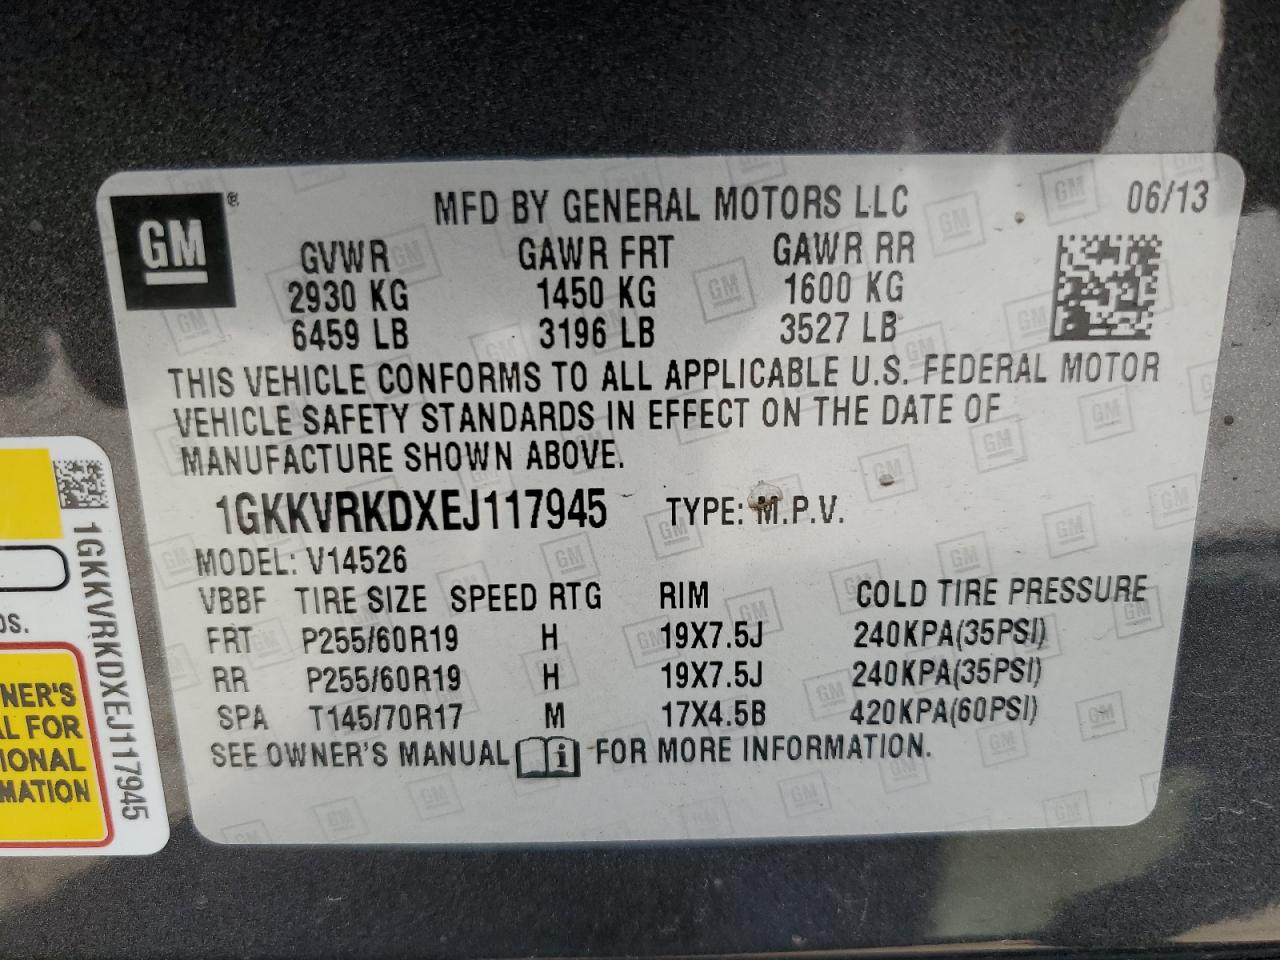 GM®
MFD BY GENERAL MOTORS LLC 06/13
GVWR GAWR FRT GAWR RR
2930 KG 1450 KG 1600 KG
6459 LB 3196 LB 3527 LB
THIS VEHICLE CONFORMS TO ALL APPLICABLE U.S. FEDERAL MOTOR
VEHICLE SAFETY STANDARDS IN EFFECT ON THE DATE OF
MANUFACTURE SHOWN ABOVE.
1GKKVRKDXEJ117945 TYPE: M.P.V.
MODEL: V14526
VBBF TIRE SIZE SPEED RTG RIM COLD TIRE PRESSURE
FRT P255/60R19 H 19X7.5J 240KPA(35PSI)
RR P255/60R19 H 19X7.5J 240KPA(35PSI)
SPA T145/70R17 M 17X4.5B 420KPA(60PSI)
SEE OWNER'S MANUAL i FOR MORE INFORMATION.
1GKKVRKDXEJ117945